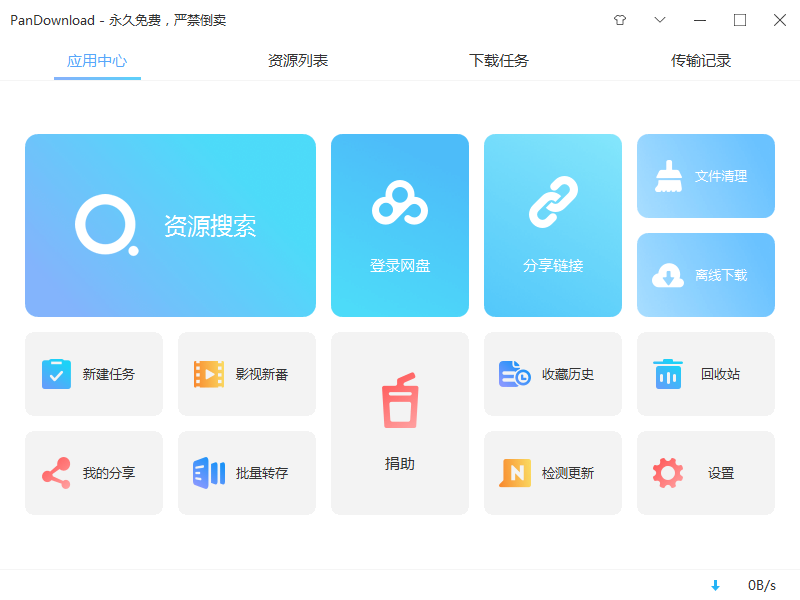 PanDownload - 永久免费，严禁倒卖
应用中心 资源列表 下载任务 传输记录
资源搜索
登录网盘
分享链接
文件清理
离线下载
新建任务
影视新番
捐助
收藏历史
回收站
我的分享
批量转存
检测更新
设置
0B/s